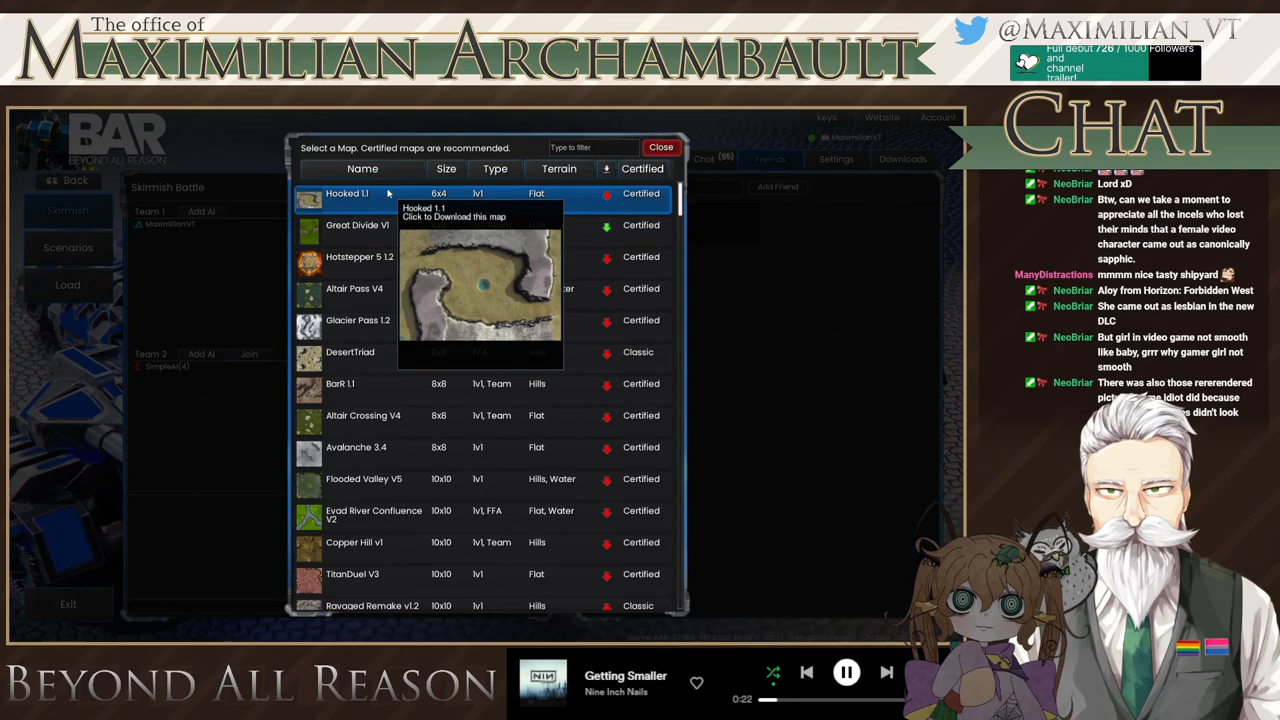 The office of
MAXIMILIAN ARCHAMBAULT
@MAXIMILIAN_VT
Full debut 726 / 1000 Followers
and
channel
trailer!
CHAT
BAR
BEYOND ALL REASON
Keys
Website
Account
MaximilianVT
Back
Skirmish Battle
Chat (55)
Friends
Settings
Downloads
Add Friend
Skirmish
Scenarios
Load
Exit
Team 1
Add AI
MaximilianVT
Team 2
Add AI
Join
SimpleAI(4)
Select a Map. Certified maps are recommended.
Type to filter
Close
Name Size Type Terrain Certified
Hooked 1.1 6x4 1v1 Flat Certified
Hooked 1.1
Click to Download this map
Great Divide V1 Certified
Hotstepper 5 1.2 Certified
Altair Pass V4 Certified
Glacier Pass 1.2 Certified
DesertTriad Classic
BarR 1.1 8x8 1v1, Team Hills Certified
Altair Crossing V4 8x8 1v1, Team Flat Certified
Avalanche 3.4 8x8 1v1 Flat Certified
Flooded Valley V5 10x10 1v1 Hills, Water Certified
Evad River Confluence 10x10 1v1, FFA Flat, Water Certified
V2
Copper Hill v1 10x10 1v1, Team Hills Certified
TitanDuel V3 10x10 1v1 Flat Certified
Ravaged Remake v1.2 10x10 1v1 Hills Classic
NeoBriar
NeoBriar Lord xD
NeoBriar Btw, can we take a moment to
appreciate all the incels who lost
their minds that a female video
character came out as canonically
sapphic.
ManyDistractions mmmm nice tasty shipyard
NeoBriar Aloy from Horizon: Forbidden West
NeoBriar She came out as lesbian in the new
DLC
NeoBriar But girl in video game not smooth
like baby, grrr why gamer girl not
smooth
NeoBriar There was also those rerendered
idiot did because
didn't look
BEYOND ALL REASON
NIN
Getting Smaller
Nine Inch Nails
0:22